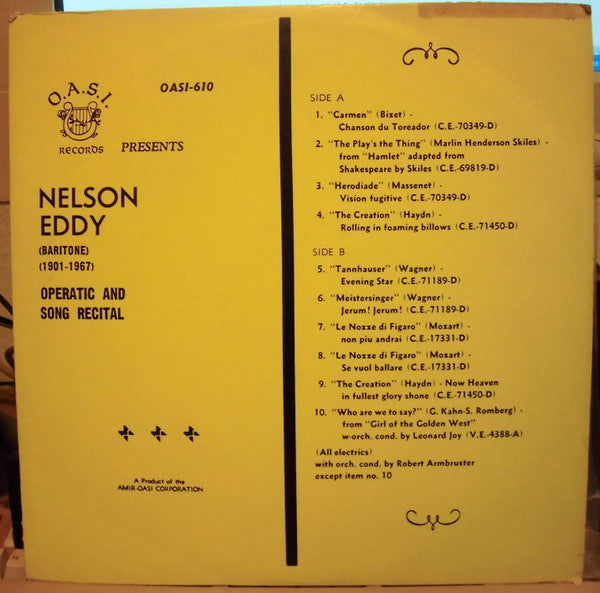 O.A.S.I.
RECORDS
PRESENTS
OASI-610
NELSON
EDDY
(BARITONE)
(1901-1967)
OPERATIC AND
SONG RECITAL
A Product of the
AMIR-OASI CORPORATION
SIDE A
1. "Carmen" (Bizet) -
Chanson du Toreador (C.E.-70349-D)
2. "The Play's the Thing" (Marlin Henderson Skiles) -
from "Hamlet" adapted from
Shakespeare by Skiles (C.E.-69819-D)
3. "Herodiade" (Massenet) -
Vision fugitive (C.E.-70349-D)
4. "The Creation" (Haydn) -
Rolling in foaming billows (C.E.-71450-D)
SIDE B
5. "Tannhauser" (Wagner) -
Evening Star (C.E.-71189-D)
6. "Meistersinger" (Wagner) -
Jerum! Jerum! (C.E.-71189-D)
7. "Le Nozze di Figaro" (Mozart) -
non piu andrai (C.E.-17331-D)
8. "Le Nozze di Figaro" (Mozart) -
Se vuol ballare (C.E.-17331-D)
9. "The Creation" (Haydn) - Now Heaven
in fullest glory shone (C.E.-71450-D)
10. "Who are we to say?" (G. Kahn-S. Romberg) -
from "Girl of the Golden West"
w-orch. cond. by Leonard Joy (V.E.-4388-A)
(All electrics)
with orch. cond. by Robert Armbruster
except item no. 10